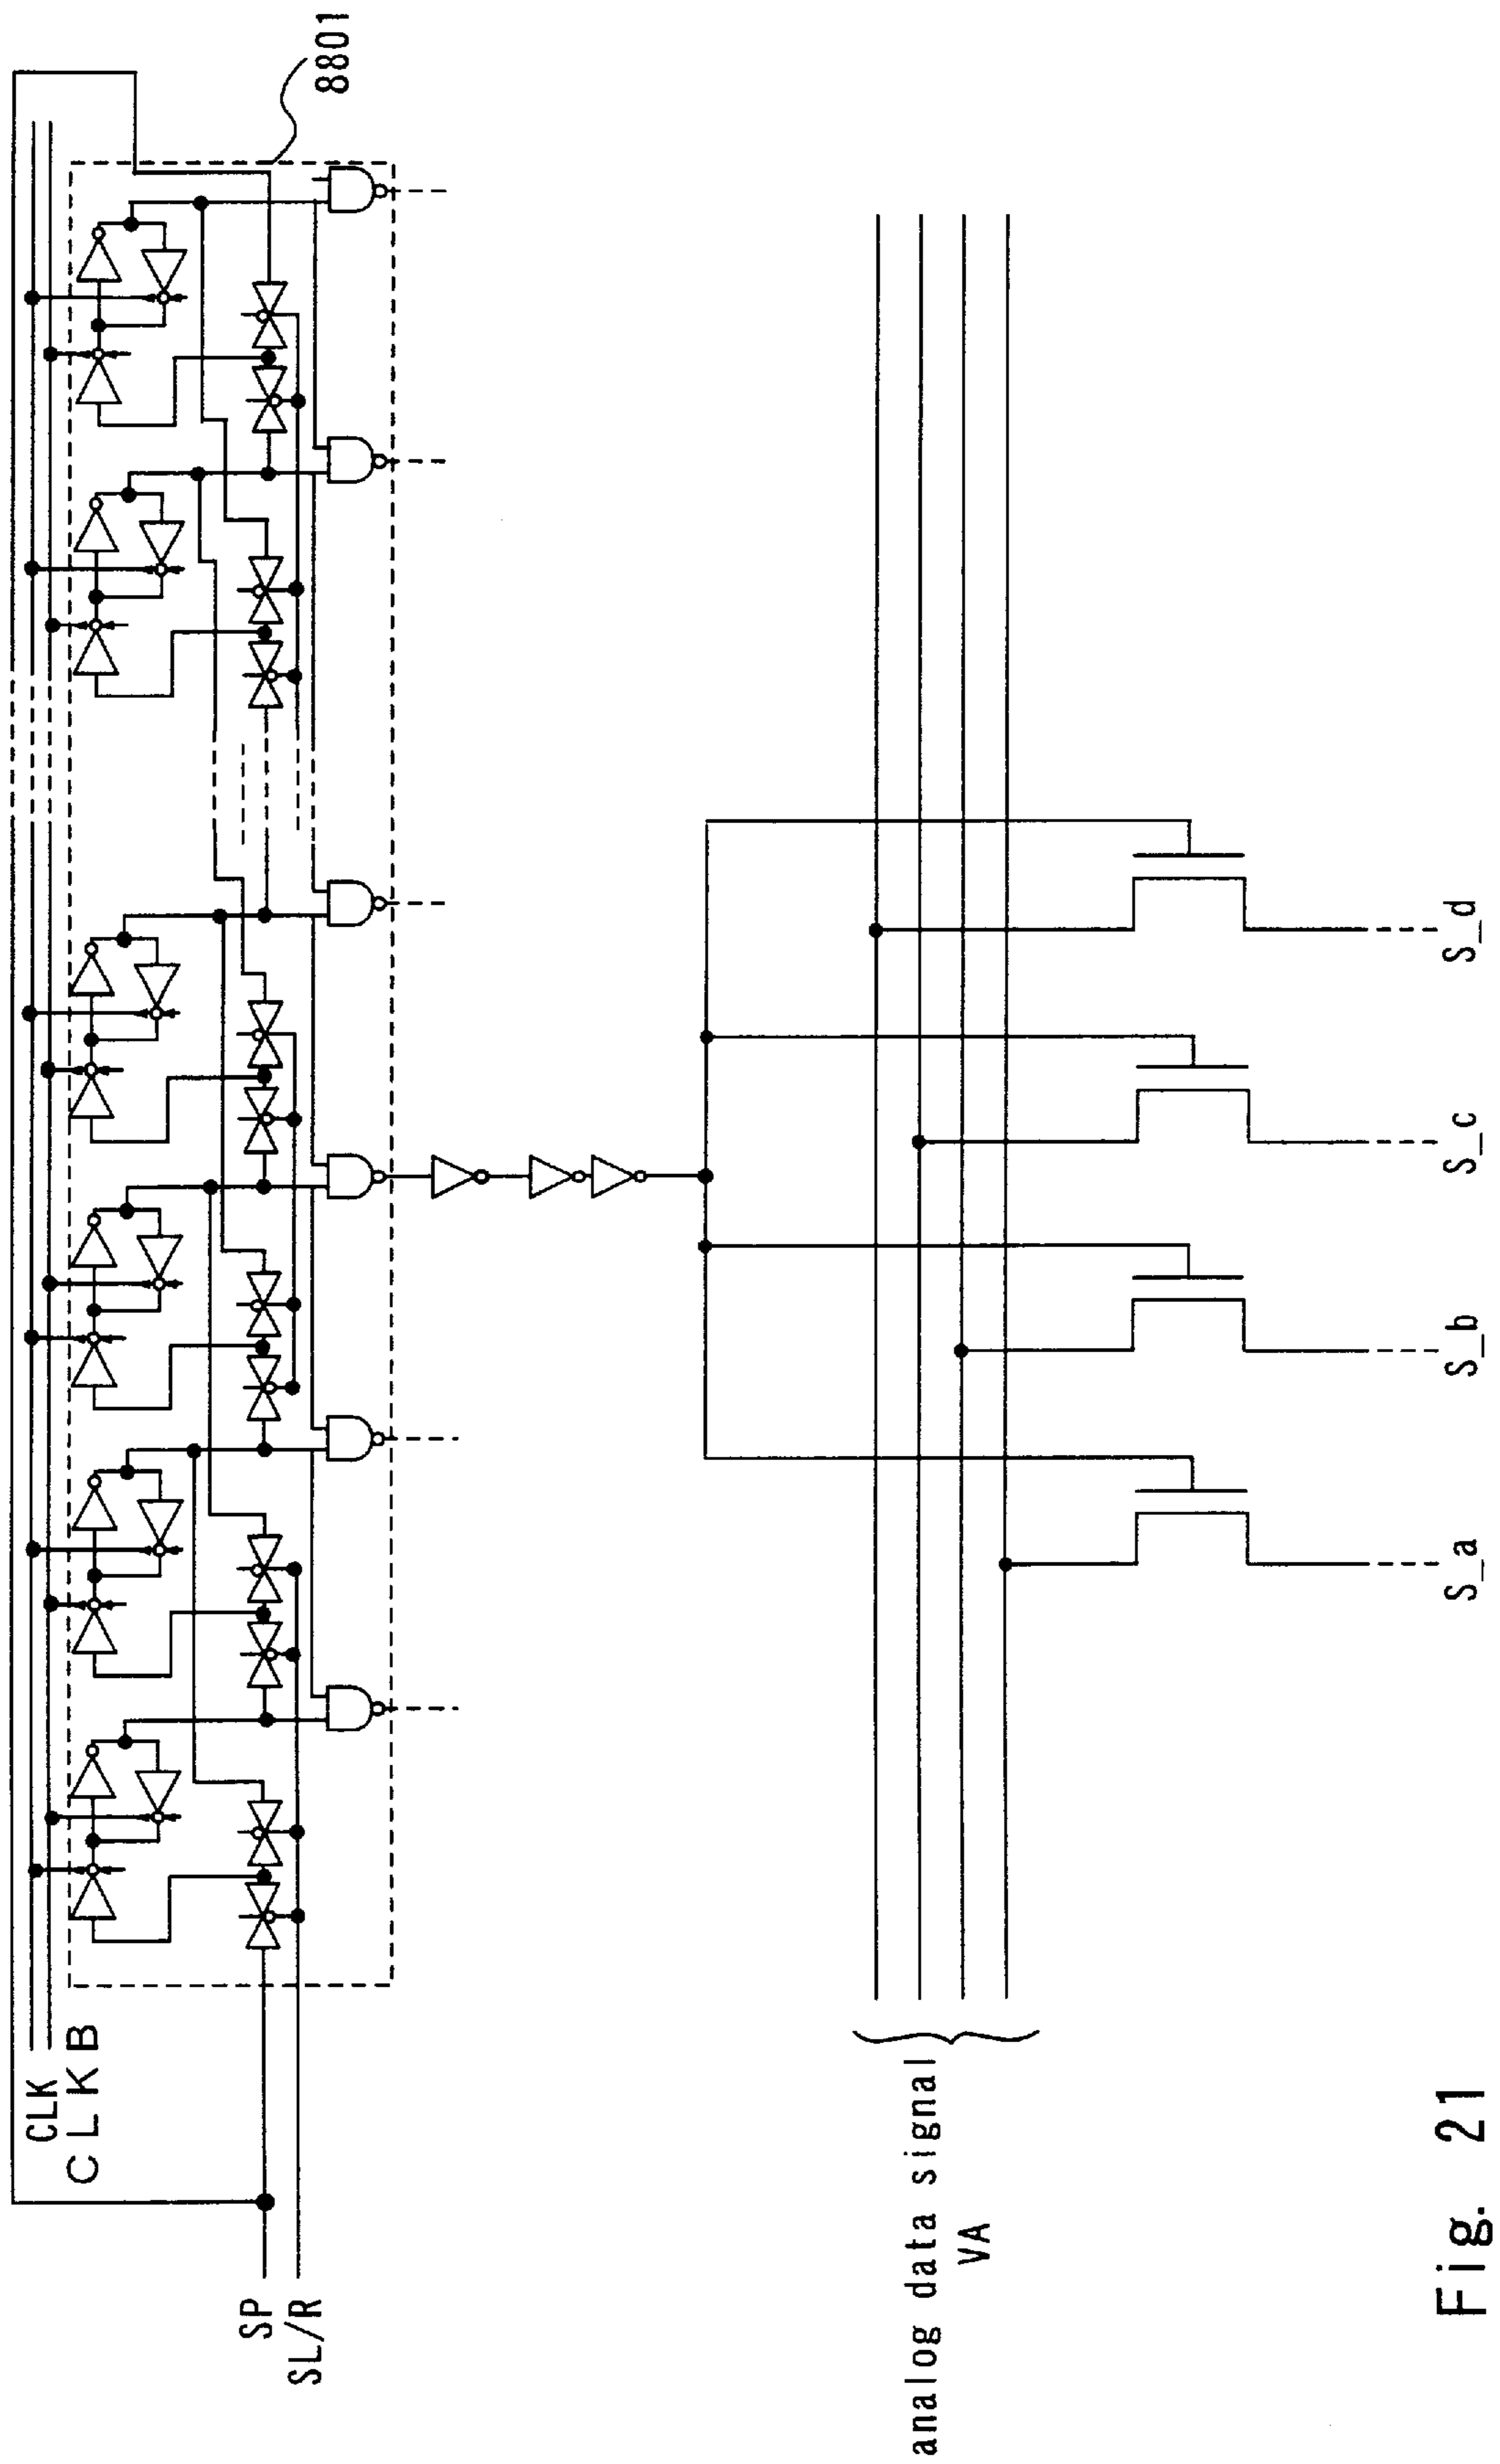 8801
CLK
CLKB
SP
SL/R
analog data signal
VA
S_a
S_b
S_c
S_d
Fig. 21